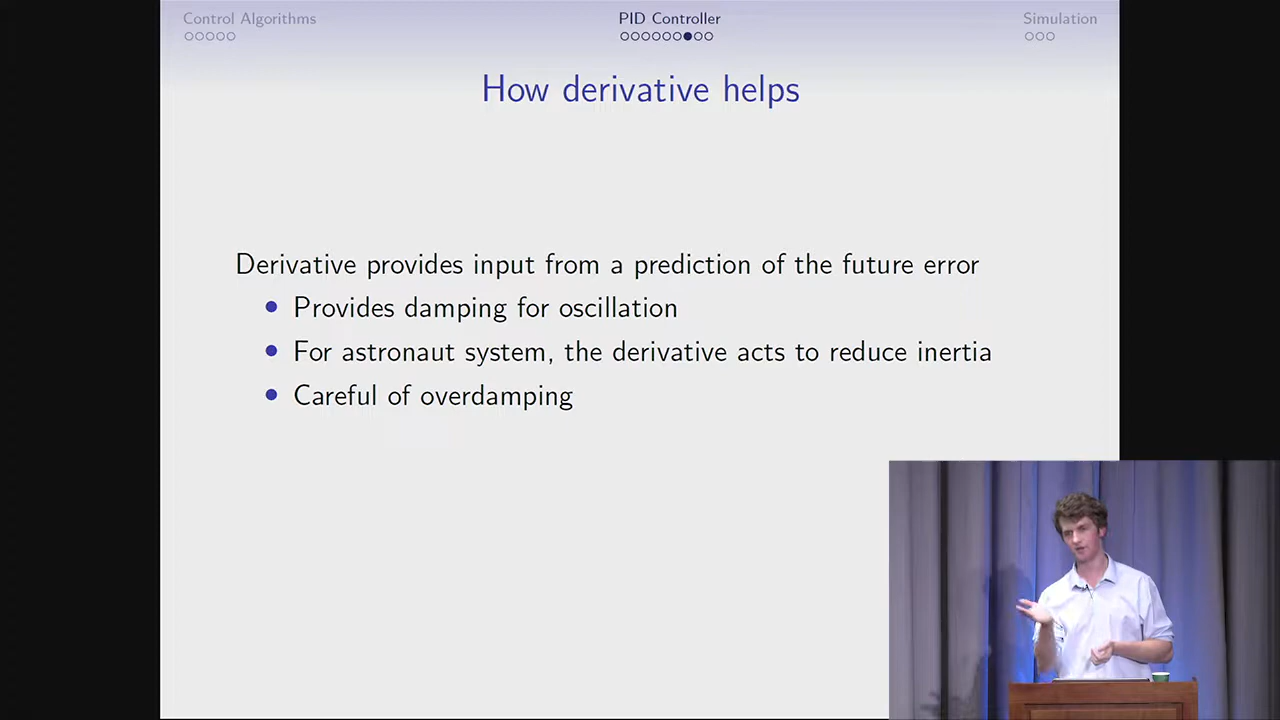 Control Algorithms
PID Controller
Simulation
How derivative helps
Derivative provides input from a prediction of the future error
Provides damping for oscillation
For astronaut system, the derivative acts to reduce inertia
Careful of overdamping